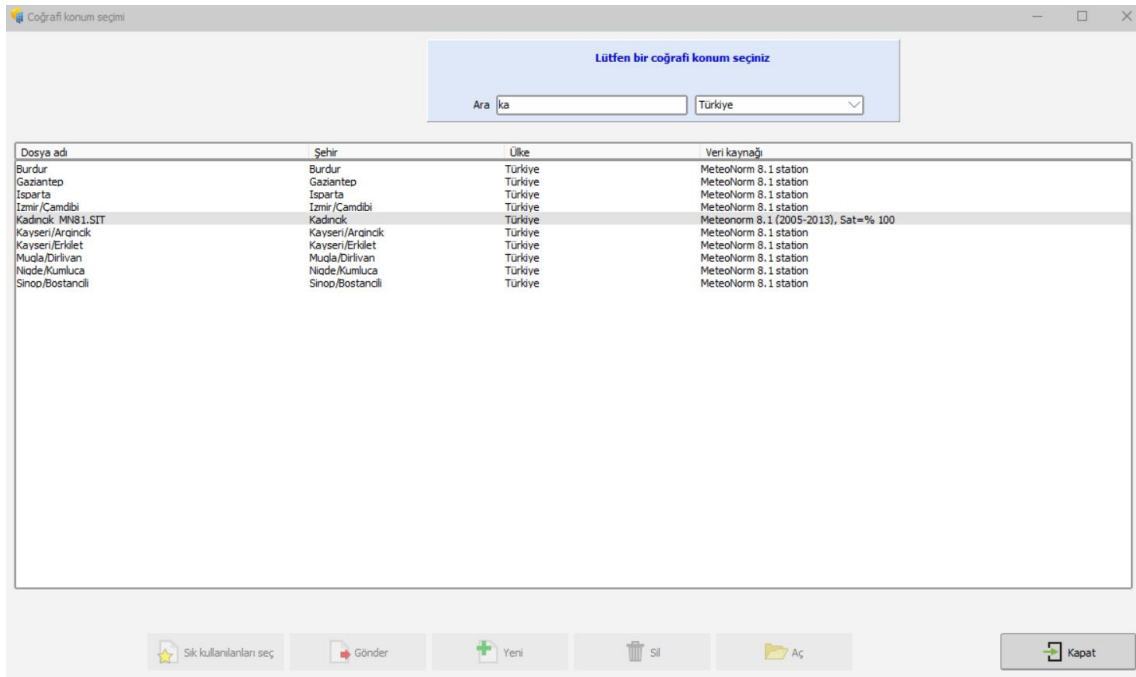 Coğrafi konum seçimi
Lütfen bir coğrafi konum seçiniz
Ara ka Türkiye
Dosya adı Şehir Ülke Veri kaynağı
Burdur Burdur Türkiye MeteoNorm 8.1 station
Gaziantep Gaziantep Türkiye MeteoNorm 8.1 station
Isparta Isparta Türkiye MeteoNorm 8.1 station
Izmir/Camdibi Izmir/Camdibi Türkiye MeteoNorm 8.1 station
Kadıncık MN81.SIT Kadıncık Türkiye Meteonorm 8.1 (2005-2013), Sat=% 100
Kayseri/Argincik Kayseri/Argincik Türkiye MeteoNorm 8.1 station
Kayseri/Erkilet Kayseri/Erkilet Türkiye MeteoNorm 8.1 station
Mugla/Dirlivan Mugla/Dirlivan Türkiye MeteoNorm 8.1 station
Nigde/Kumluca Nigde/Kumluca Türkiye MeteoNorm 8.1 station
Sinop/Bostancili Sinop/Bostancili Türkiye MeteoNorm 8.1 station
Sık kullanılanları seç Gönder Yeni Sil Aç Kapat